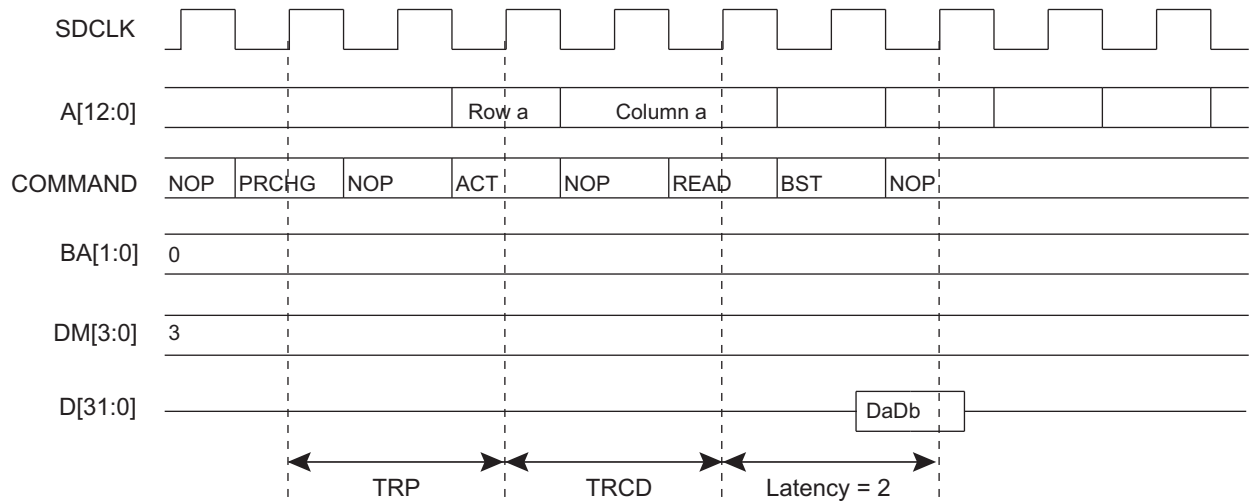 SDCLK
A[12:0] Row a Column a
COMMAND NOP PRCHG NOP ACT NOP READ BST NOP
BA[1:0] 0
DM[3:0] 3
D[31:0] DaDb
TRP TRCD Latency = 2